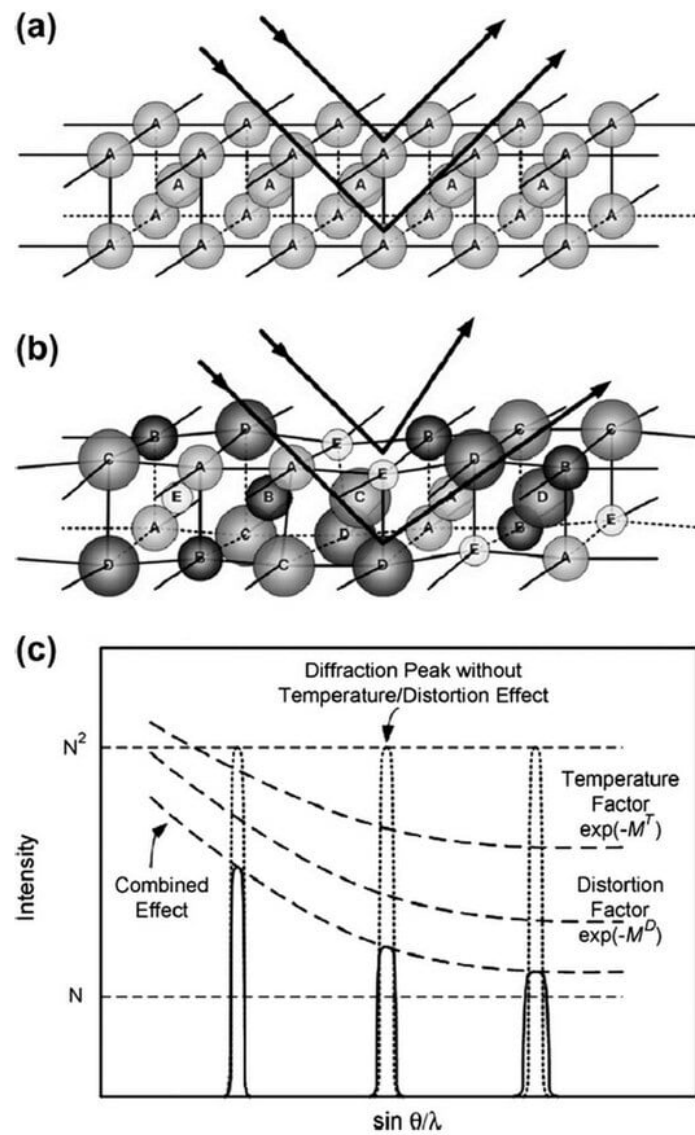 (a)
A A A A A A
A A A A A A
A A A A A
A A A A A A
A A A A A A
(b)
B D E B C C
C A A E D B
E B C A D
A C D A B E
D B C D E A
(c)
Diffraction Peak without
Temperature/Distortion Effect
N²
Temperature
Factor
exp(-M^T)
Combined
Effect
Distortion
Factor
exp(-M^D)
Intensity
N
sin θ/λ